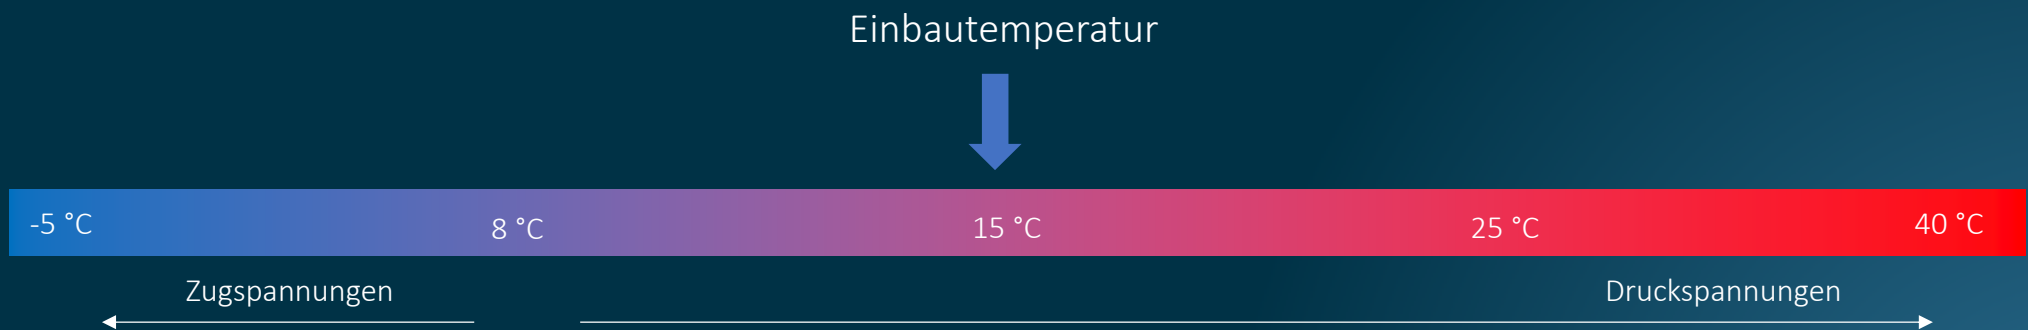 Einbautemperatur
-5 °C 8 °C 15 °C 25 °C 40 °C
Zugspannungen Druckspannungen